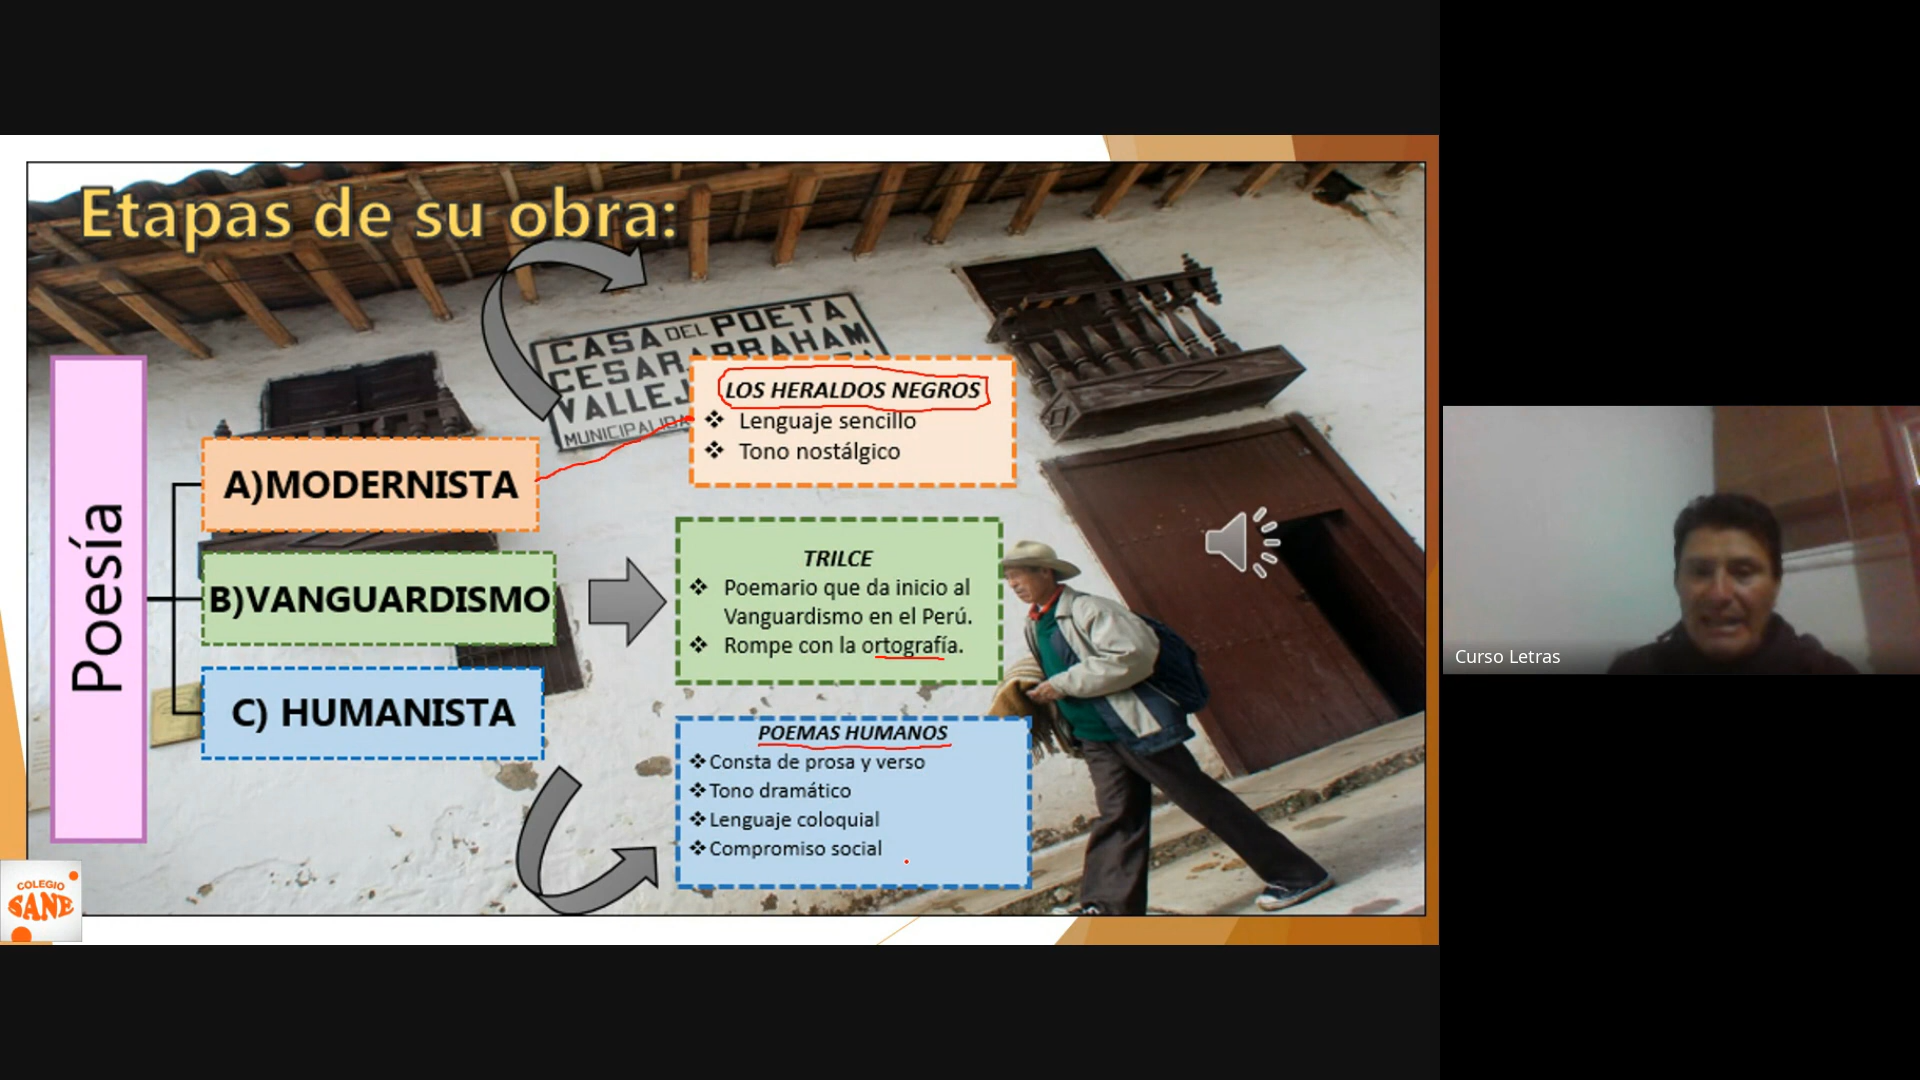 Etapas de su obra:
CASA DEL POETA
CESAR ABRAHAM
VALLEJ
MUNICIPALIDA
Poesía
A)MODERNISTA
B)VANGUARDISMO
C) HUMANISTA
LOS HERALDOS NEGROS
❖ Lenguaje sencillo
❖ Tono nostálgico
TRILCE
❖ Poemario que da inicio al
Vanguardismo en el Perú.
❖ Rompe con la ortografía.
POEMAS HUMANOS
❖Consta de prosa y verso
❖Tono dramático
❖Lenguaje coloquial
❖Compromiso social
COLEGIO
SANE
Curso Letras